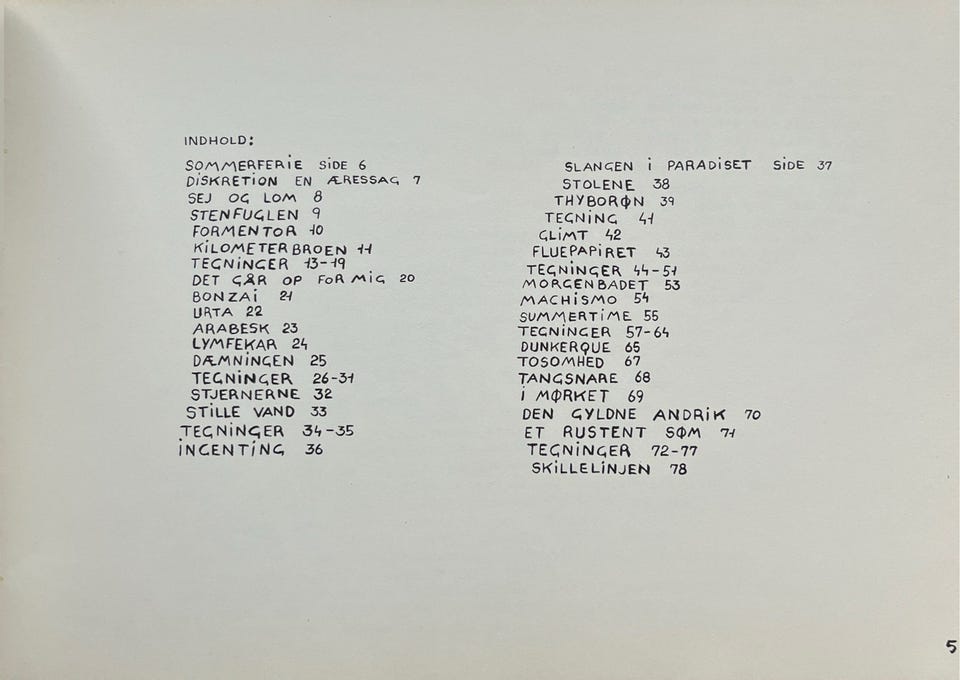 INDHOLD:
SOMMERFERIE SIDE 6
DISKRETION EN ÆRESSAG 7
SEJ OG LOM 8
STENFUGLEN 9
FORMENTOR 10
KILOMETERBROEN 11
TEGNINGER 13-19
DET GÅR OP FOR MIG 20
BONZAI 21
URTA 22
ARABESK 23
LYMFEKAR 24
DÆMNINGEN 25
TEGNINGER 26-31
STJERNERNE 32
STILLE VAND 33
TEGNINGER 34-35
INGENTING 36
SLANGEN I PARADISET SIDE 37
STOLENE 38
THYBORØN 39
TEGNING 41
GLIMT 42
FLUEPAPIRET 43
TEGNINGER 44-51
MORGENBADET 53
MACHISMO 54
SUMMERTIME 55
TEGNINGER 57-64
DUNKERQUE 65
TOSOMHED 67
TANGSNARE 68
I MØRKET 69
DEN GYLDNE ANDRIK 70
ET RUSTENT SØM 71
TEGNINGER 72-77
SKILLELINJEN 78
5